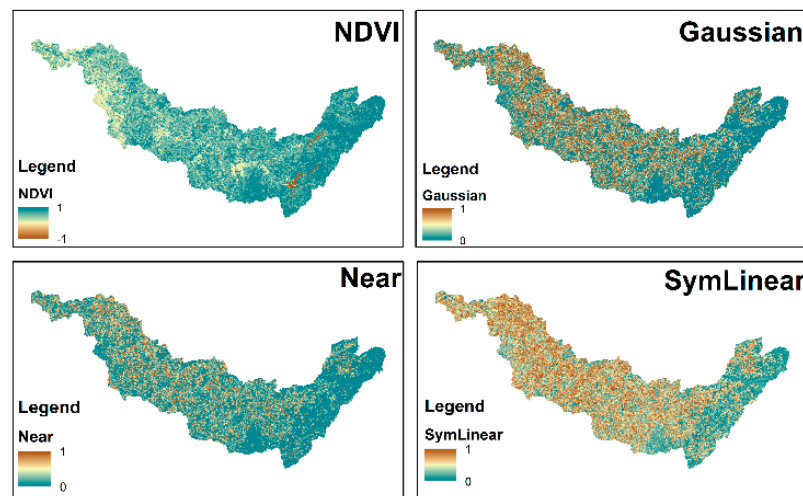 NDVI
Legend
NDVI
1
-1
Gaussian
Legend
Gaussian
1
0
Near
Legend
Near
1
0
SymLinear
Legend
SymLinear
1
0